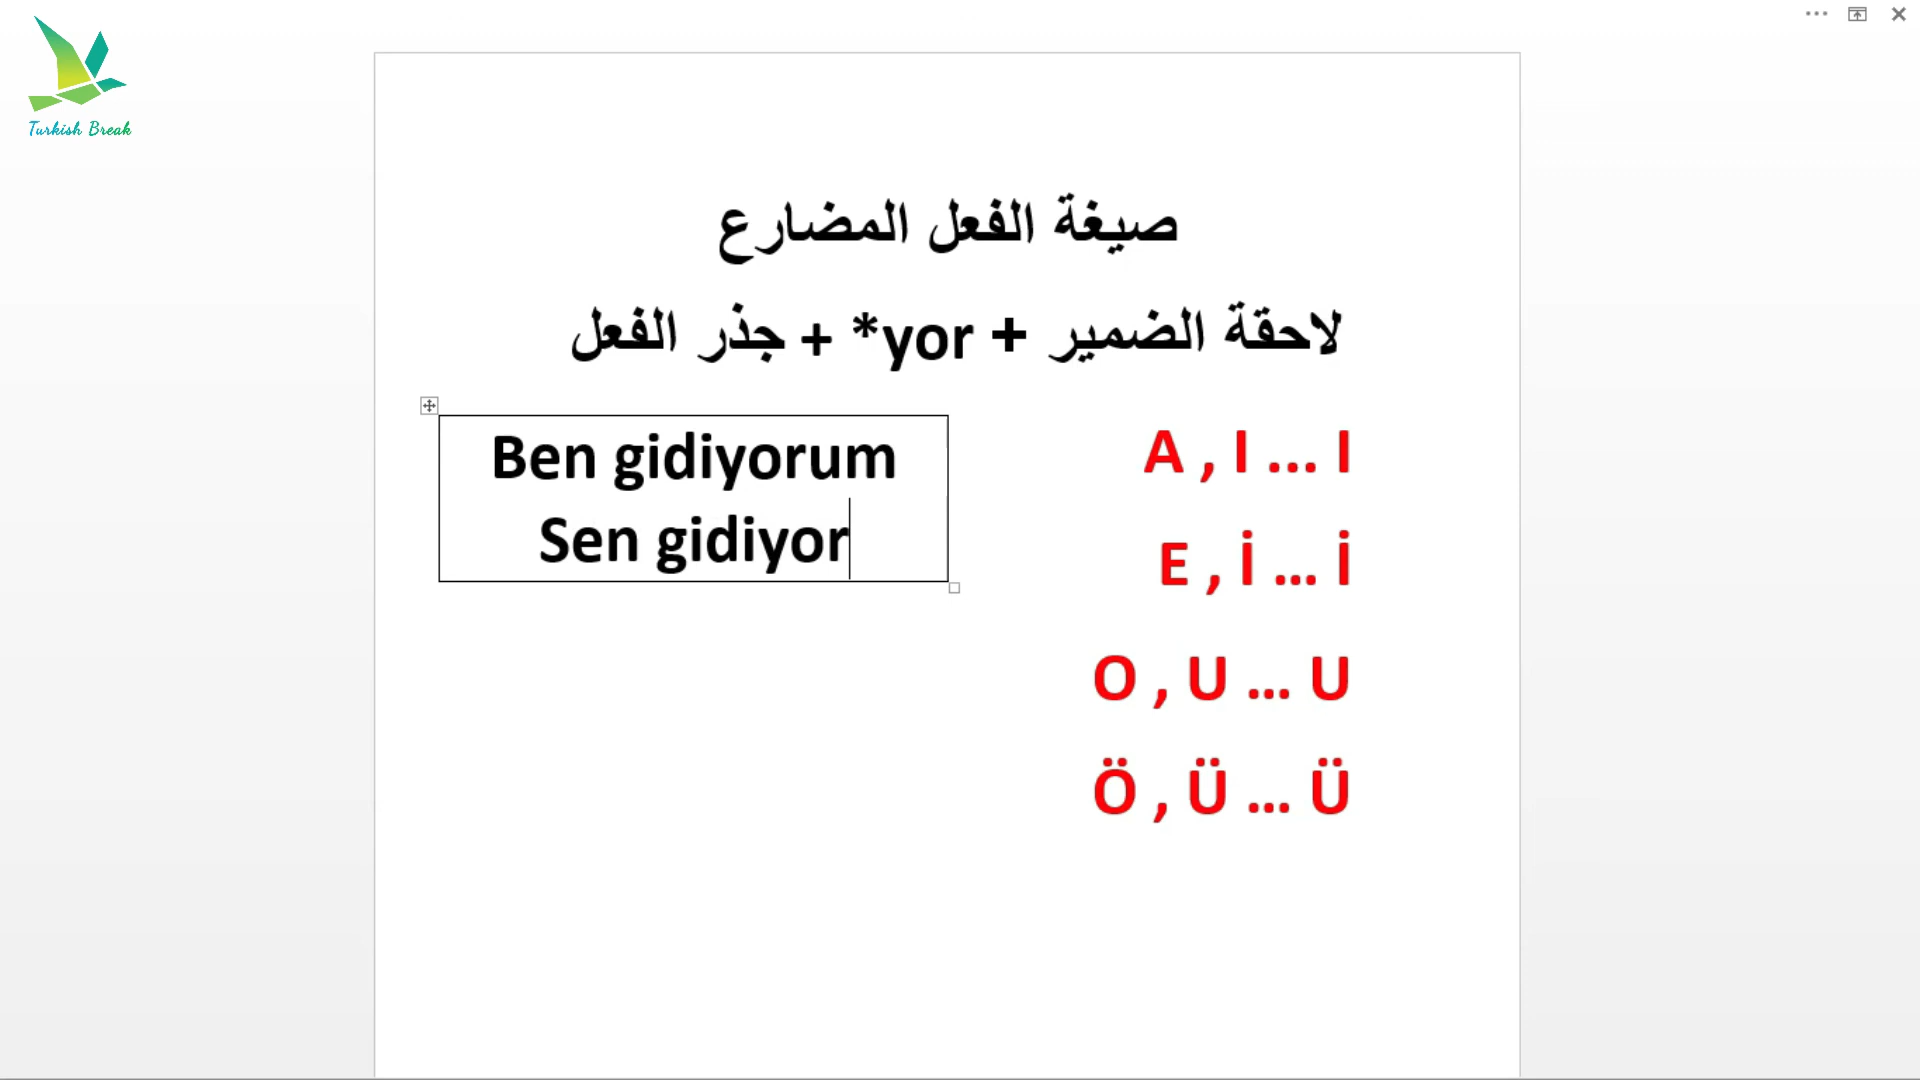 Turkish Break
صيغة الفعل المضارع
جذر الفعل + *yor + لاحقة الضمير
Ben gidiyorum
Sen gidiyor
A , I ... I
E , İ ... İ
O , U ... U
Ö , Ü ... Ü